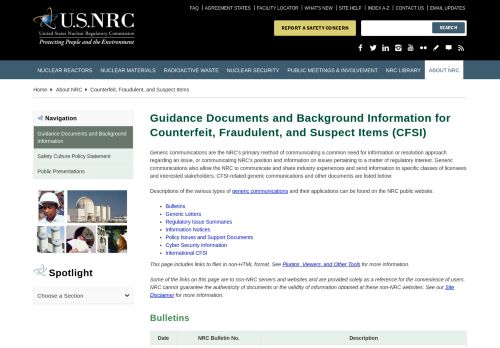 FAQ | AGREEMENT STATES | FACILITY LOCATOR | WHAT'S NEW | SITE HELP | INDEX A-Z | CONTACT US | EMAIL UPDATES
U.S.NRC
United States Nuclear Regulatory Commission
Protecting People and the Environment
REPORT A SAFETY CONCERN
SEARCH
NUCLEAR REACTORS
NUCLEAR MATERIALS
RADIOACTIVE WASTE
NUCLEAR SECURITY
PUBLIC MEETINGS & INVOLVEMENT
NRC LIBRARY
ABOUT NRC
Home
About NRC
Counterfeit, Fraudulent, and Suspect Items
Navigation
Guidance Documents and Background
Information
Safety Culture Policy Statement
Public Presentations
Spotlight
Choose a Section
Guidance Documents and Background Information for
Counterfeit, Fraudulent, and Suspect Items (CFSI)
Generic communications are the NRC's primary method of communicating a common need for information or resolution approach
regarding an issue, or communicating NRC's position and information on issues pertaining to a matter of regulatory interest. Generic
communications also allow the NRC to communicate and share industry experiences and send information to specific classes of licensees
and interested stakeholders. CFSI-related generic communications and other documents are listed below.
Descriptions of the various types of generic communications and their applications can be found on the NRC public website.
Bulletins
Generic Letters
Regulatory Issue Summaries
Information Notices
Policy Issues and Support Documents
Cyber Security Information
International CFSI
This page includes links to files in non-HTML format. See Plugins, Viewers, and Other Tools for more information.
Some of the links on this page are to non-NRC servers and websites and are provided solely as a reference for the convenience of users.
NRC cannot guarantee the authenticity of documents or the validity of information obtained at these non-NRC websites. See our Site
Disclaimer for more information.
Bulletins
Date
NRC Bulletin No.
Description